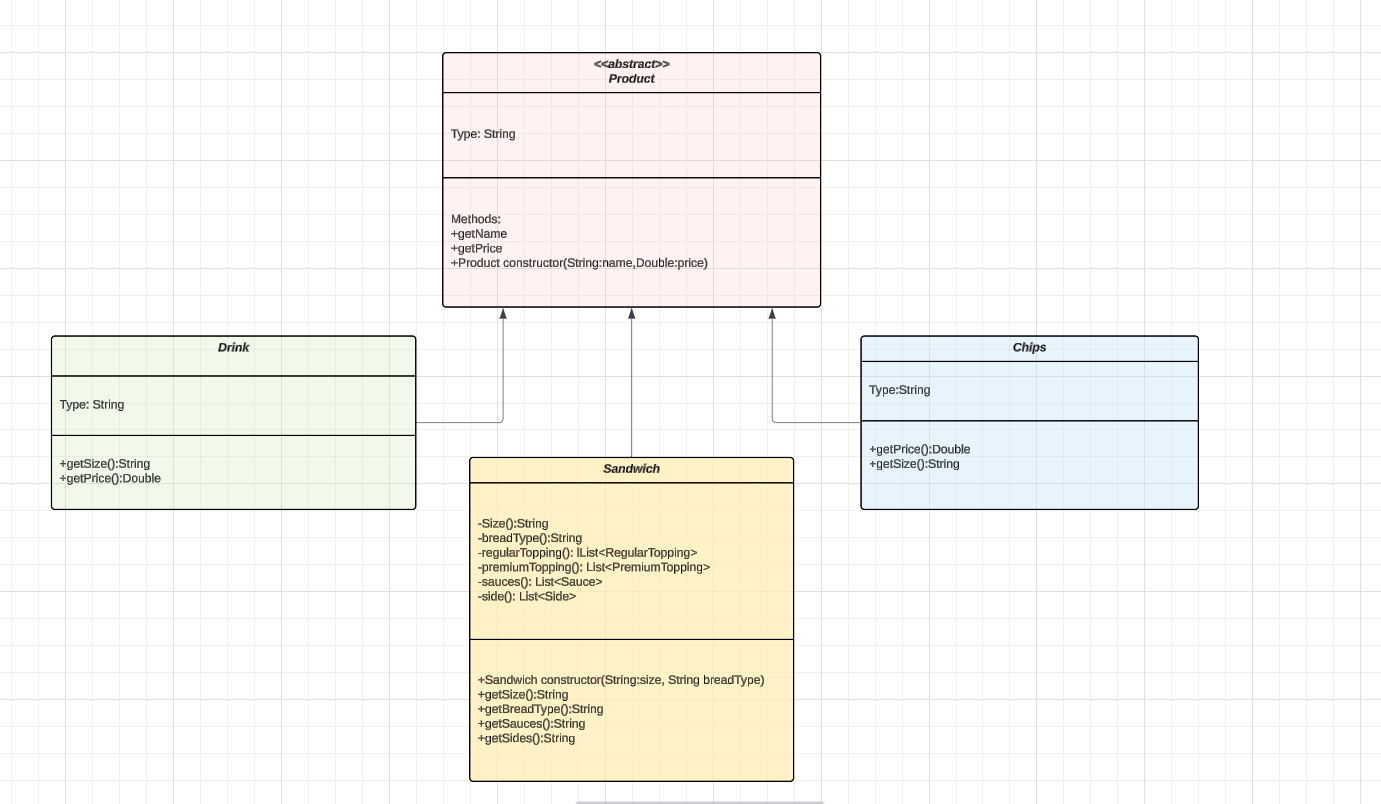 <<abstract>>
Product
Type: String
Methods:
+getName
+getPrice
+Product constructor(String:name,Double:price)
Drink
Type: String
+getSize():String
+getPrice():Double
Chips
Type:String
+getPrice():Double
+getSize():String
Sandwich
-Size():String
-breadType():String
-regularTopping(): lList<RegularTopping>
-premiumTopping(): List<PremiumTopping>
-sauces(): List<Sauce>
-side(): List<Side>
+Sandwich constructor(String:size, String breadType)
+getSize():String
+getBreadType():String
+getSauces():String
+getSides():String